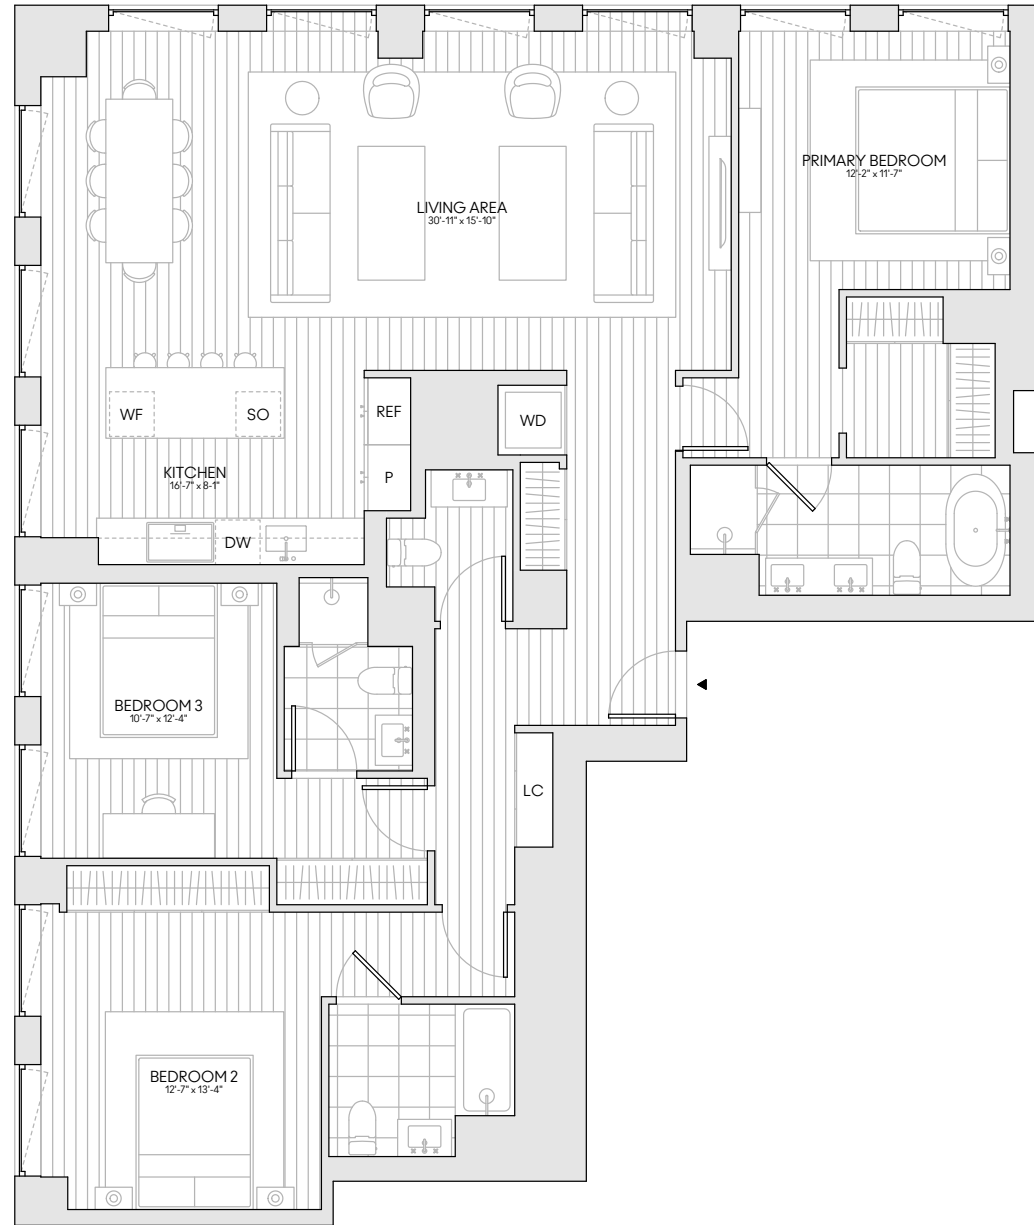 PRIMARY BEDROOM
12'-2" x 11'-7"
LIVING AREA
30'-11" x 15'-10"
WF
SO
REF
WD
KITCHEN
16'-7" x 8'-1"
P
DW
BEDROOM 3
10'-7" x 12'-4"
LC
BEDROOM 2
12'-7" x 13'-4"